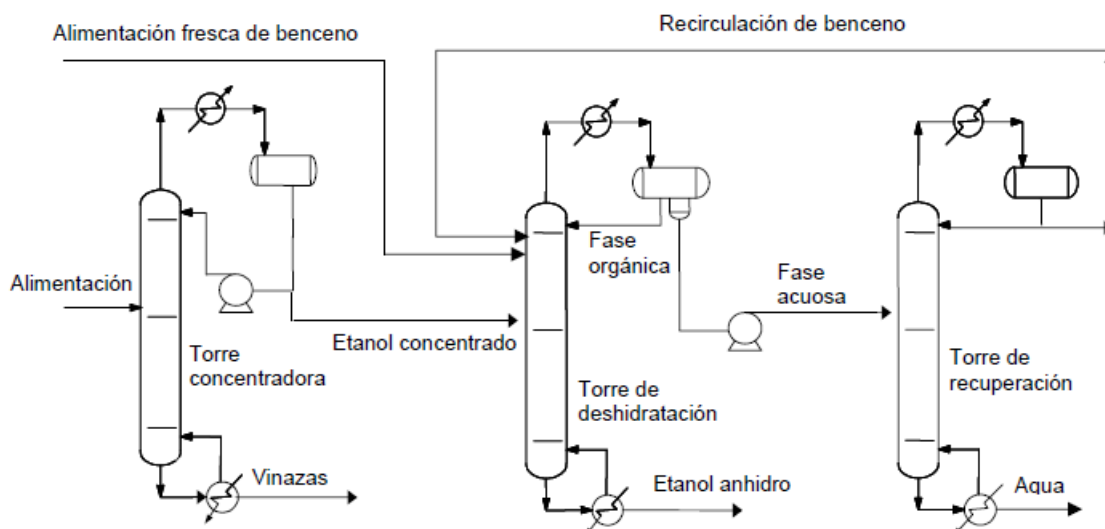 Alimentación fresca de benceno
Recirculación de benceno
Alimentación
Etanol concentrado
Torre
concentradora
Vinazas
Fase
orgánica
Fase
acuosa
Torre de
deshidratación
Etanol anhidro
Torre de
recuperación
Agua